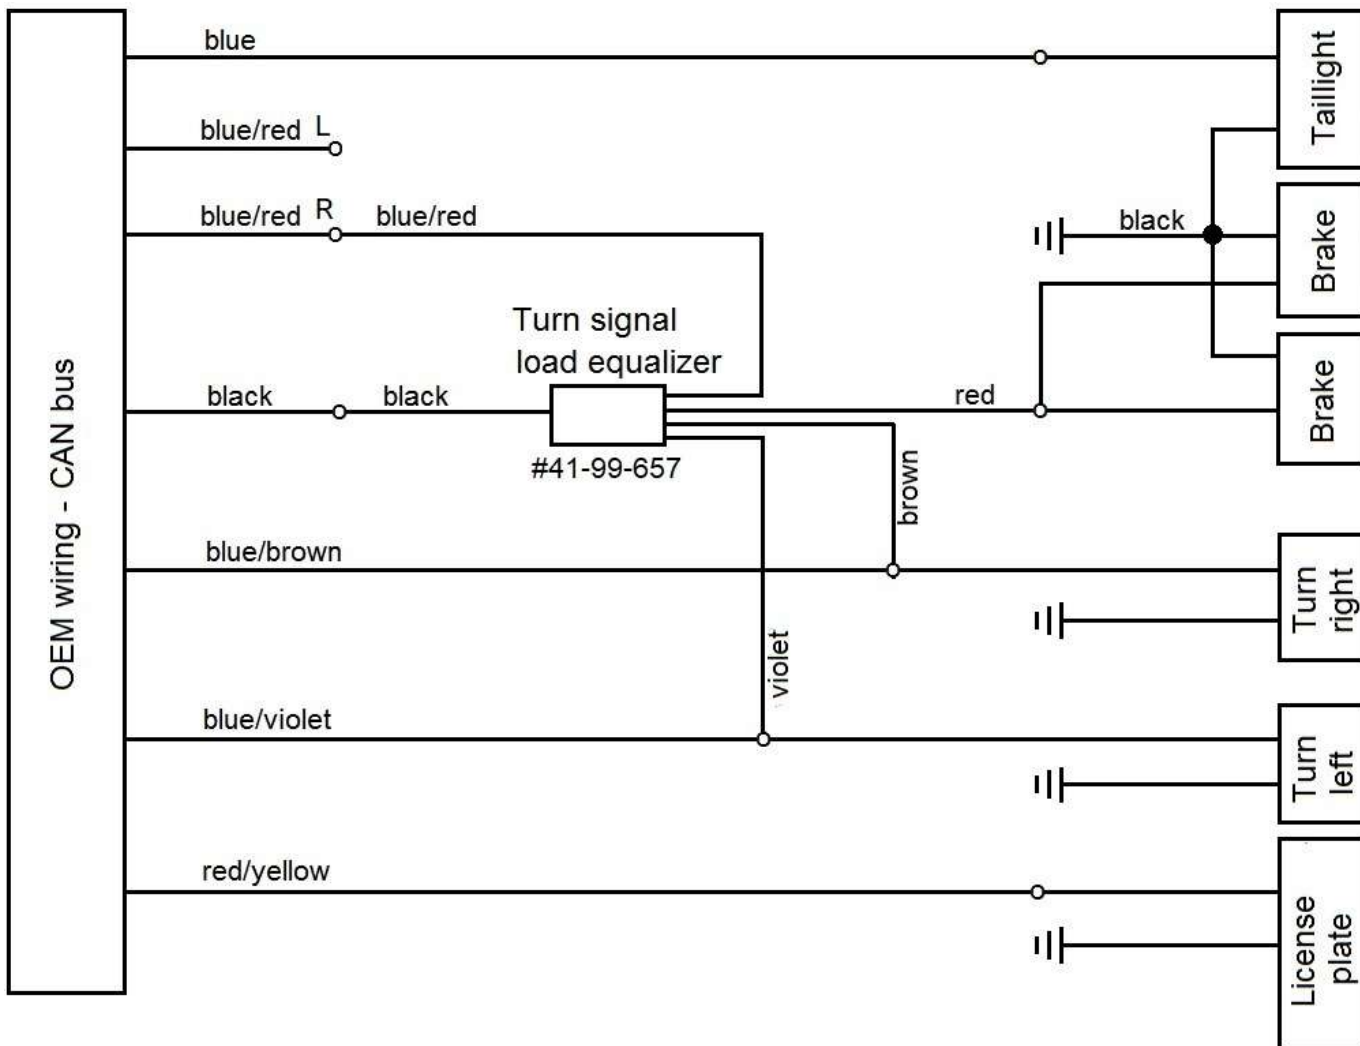 blue
Taillight
blue/red L
blue/red R
blue/red
black
Brake
Turn signal
load equalizer
OEM wiring - CAN bus
black
black
red
Brake
#41-99-657
brown
blue/brown
Turn
right
violet
blue/violet
Turn
left
red/yellow
License
plate